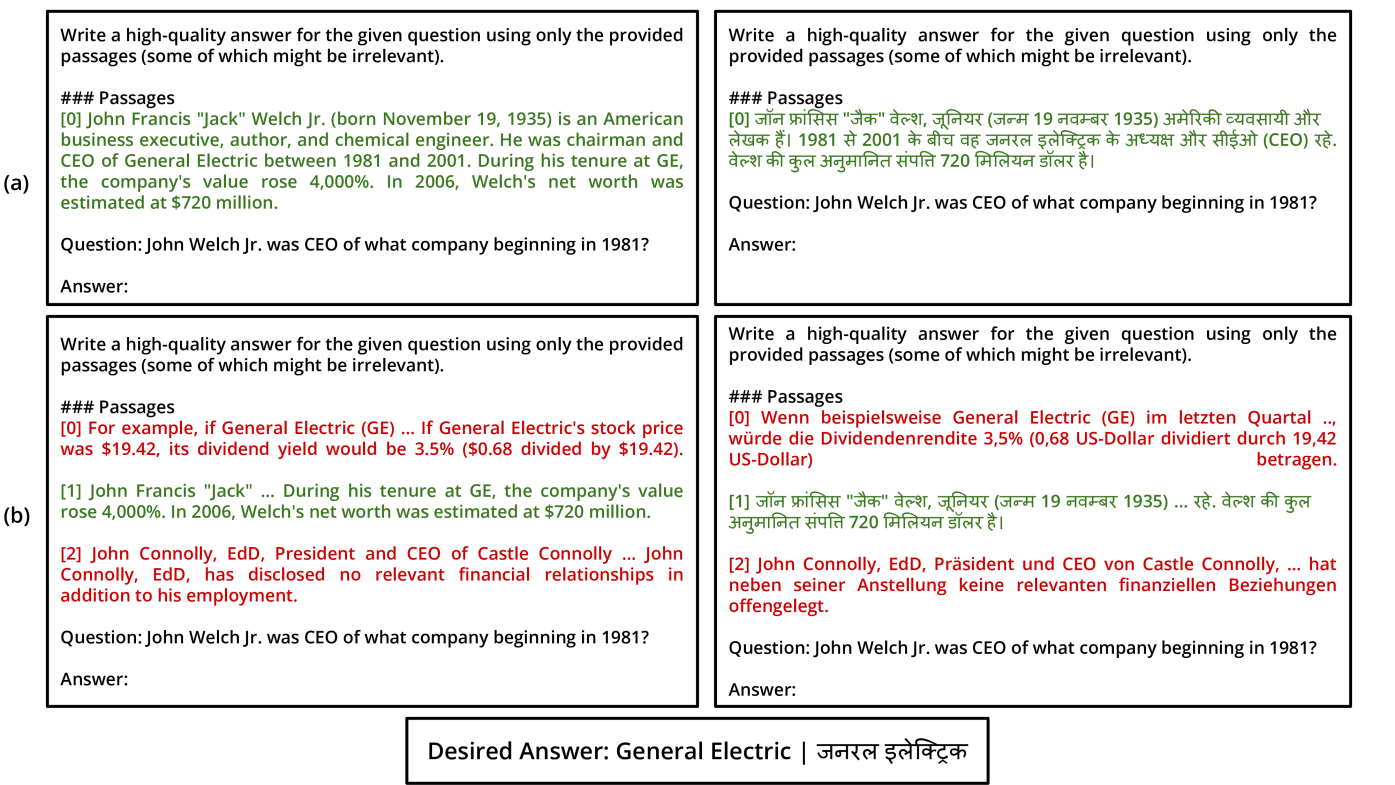 (a)
Write a high-quality answer for the given question using only the provided
passages (some of which might be irrelevant).
### Passages
[0] John Francis "Jack" Welch Jr. (born November 19, 1935) is an American
business executive, author, and chemical engineer. He was chairman and
CEO of General Electric between 1981 and 2001. During his tenure at GE,
the company's value rose 4,000%. In 2006, Welch's net worth was
estimated at $720 million.
Question: John Welch Jr. was CEO of what company beginning in 1981?
Answer:
Write a high-quality answer for the given question using only the
provided passages (some of which might be irrelevant).
### Passages
[0] जॉन फ्रांसिस "जैक" वेल्श, जूनियर (जन्म 19 नवम्बर 1935) अमेरिकी व्यवसायी और
लेखक हैं। 1981 से 2001 के बीच वह जनरल इलेक्ट्रिक के अध्यक्ष और सीईओ (CEO) रहे.
वेल्श की कुल अनुमानित संपत्ति 720 मिलियन डॉलर है।
Question: John Welch Jr. was CEO of what company beginning in 1981?
Answer:
(b)
Write a high-quality answer for the given question using only the provided
passages (some of which might be irrelevant).
### Passages
[0] For example, if General Electric (GE) ... If General Electric's stock price
was $19.42, its dividend yield would be 3.5% ($0.68 divided by $19.42).
[1] John Francis "Jack" ... During his tenure at GE, the company's value
rose 4,000%. In 2006, Welch's net worth was estimated at $720 million.
[2] John Connolly, EdD, President and CEO of Castle Connolly ... John
Connolly, EdD, has disclosed no relevant financial relationships in
addition to his employment.
Question: John Welch Jr. was CEO of what company beginning in 1981?
Answer:
Write a high-quality answer for the given question using only the
provided passages (some of which might be irrelevant).
### Passages
[0] Wenn beispielsweise General Electric (GE) im letzten Quartal ..,
würde die Dividendenrendite 3,5% (0,68 US-Dollar dividiert durch 19,42
US-Dollar) betragen.
[1] जॉन फ्रांसिस "जैक" वेल्श, जूनियर (जन्म 19 नवम्बर 1935) ... रहे. वेल्श की कुल
अनुमानित संपत्ति 720 मिलियन डॉलर है।
[2] John Connolly, EdD, Präsident und CEO von Castle Connolly, ... hat
neben seiner Anstellung keine relevanten finanziellen Beziehungen
offengelegt.
Question: John Welch Jr. was CEO of what company beginning in 1981?
Answer:
Desired Answer: General Electric | जनरल इलेक्ट्रिक